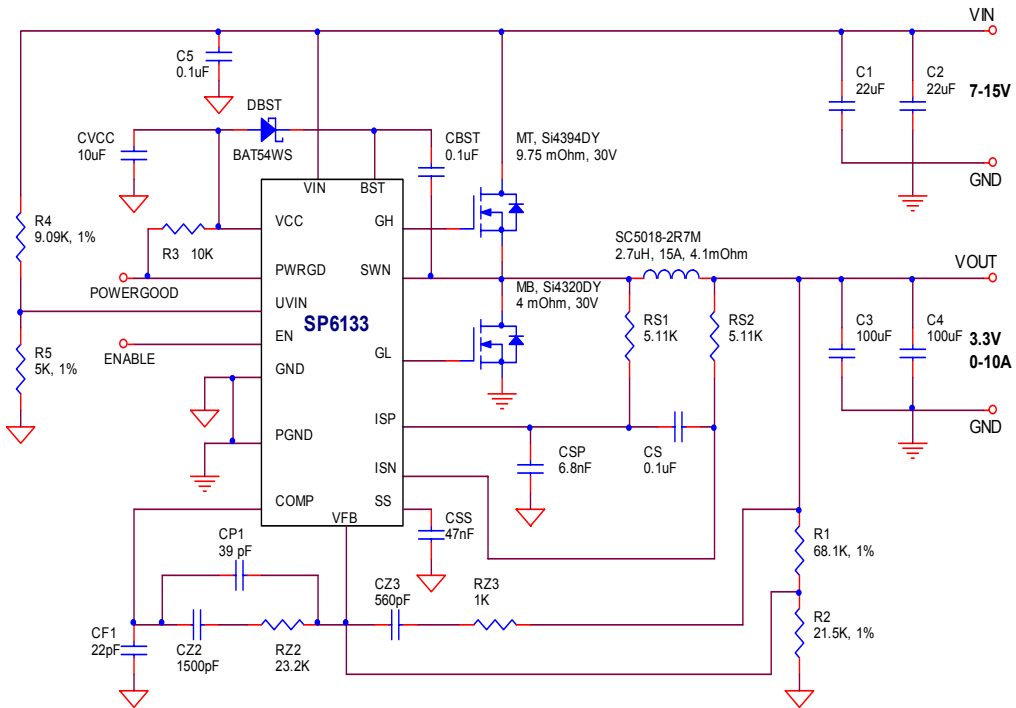 VIN
C5
0.1uF
C1
22uF
C2
22uF
7-15V
DBST
BAT54WS
CVCC
10uF
CBST
0.1uF
MT, Si4394DY
9.75 mOhm, 30V
GND
VIN
BST
R4
9.09K, 1%
R3 10K
VCC
GH
SC5018-2R7M
2.7uH, 15A, 4.1mOhm
PWRGD
SWN
VOUT
POWERGOOD
MB, Si4320DY
4 mOhm, 30V
UVIN
SP6133
EN
ENABLE
R5
5K, 1%
RS1
5.11K
RS2
5.11K
C3
100uF
C4
100uF
3.3V
0-10A
GL
GND
ISP
GND
PGND
CSP
6.8nF
CS
0.1uF
ISN
COMP
SS
VFB
CSS
47nF
CP1
39 pF
R1
68.1K, 1%
CZ3
560pF
RZ3
1K
R2
21.5K, 1%
CF1
22pF
CZ2
1500pF
RZ2
23.2K